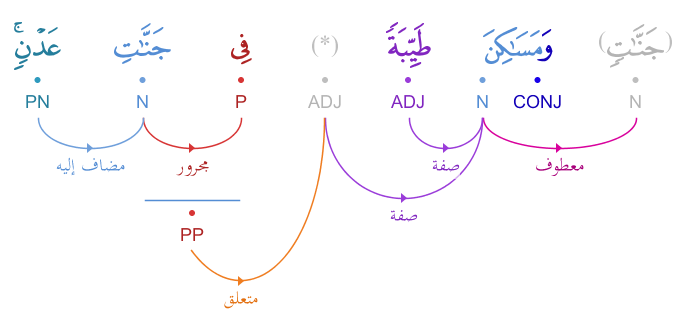 (جَنَّـٰتٍ) وَمَسَـٰكِنَ طَيِّبَةً (*) فِى جَنَّـٰتِ عَدْنٍۚ
N CONJ N ADJ ADJ P N PN
معطوف صفة مجرور مضاف إليه
صفة
PP
متعلق